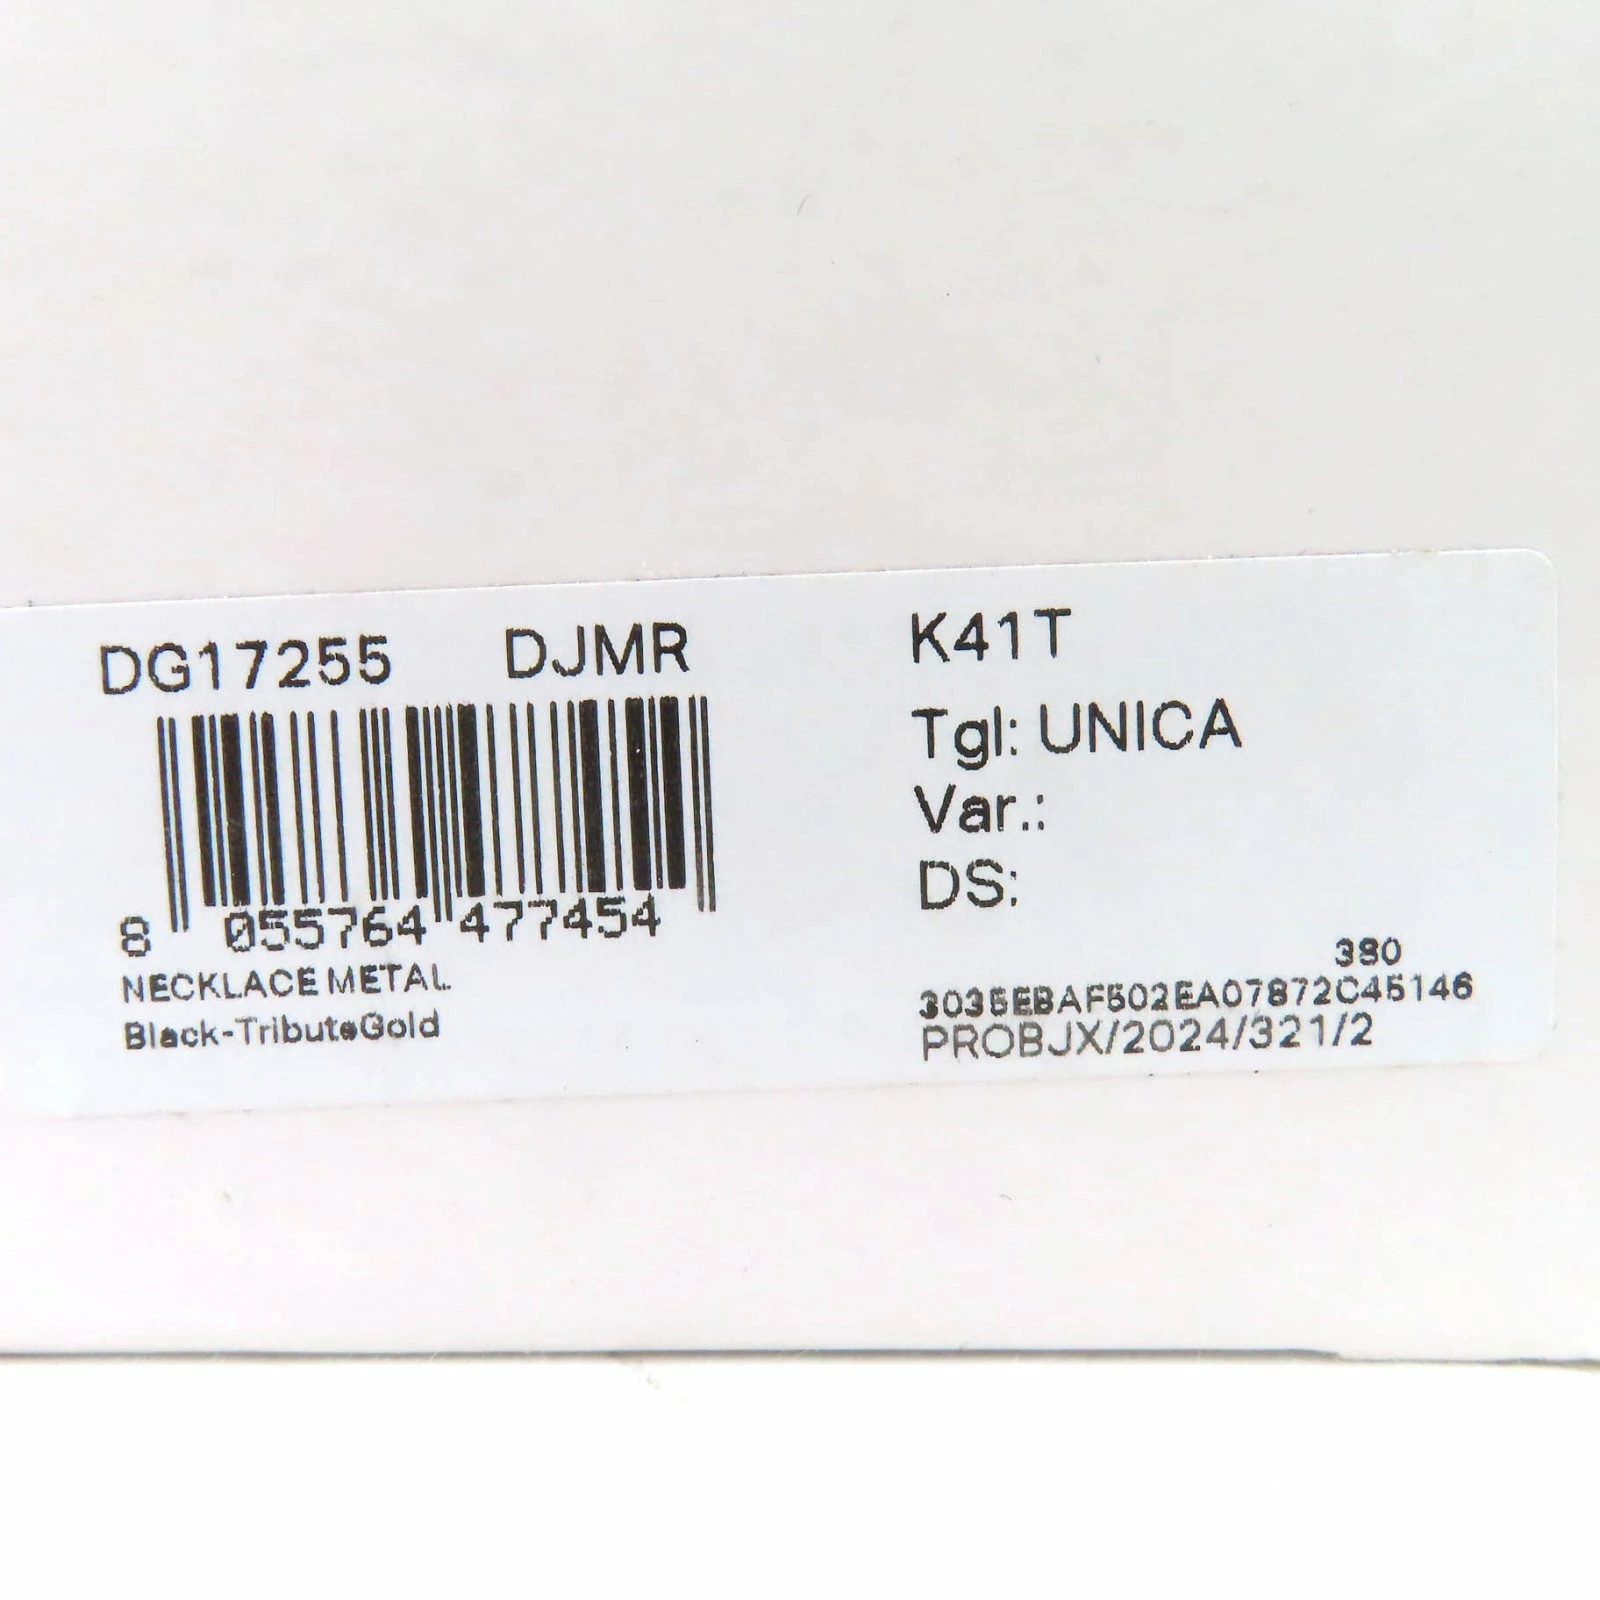 DG17255 DJMR
8 055764 477454
NECKLACE METAL
Black-TributeGold
K41T
Tgl: UNICA
Var.:
DS:
380
3035EBAF502EA07872C45146
PROBJX/2024/321/2